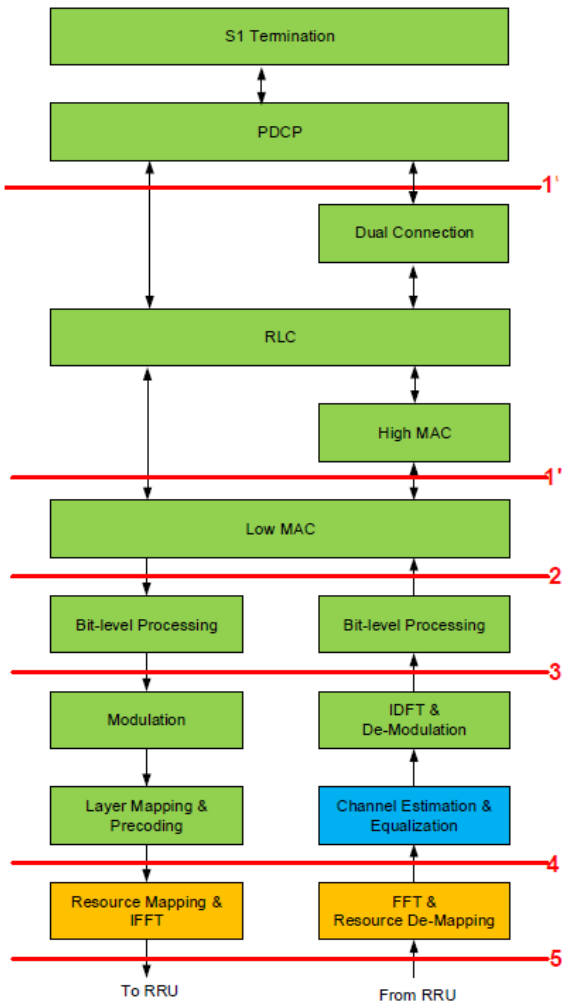 S1 Termination
PDCP
1'
Dual Connection
RLC
High MAC
1'
Low MAC
2
Bit-level Processing
Bit-level Processing
3
Modulation
IDFT &
De-Modulation
Layer Mapping &
Precoding
Channel Estimation &
Equalization
4
Resource Mapping &
IFFT
FFT &
Resource De-Mapping
5
To RRU
From RRU